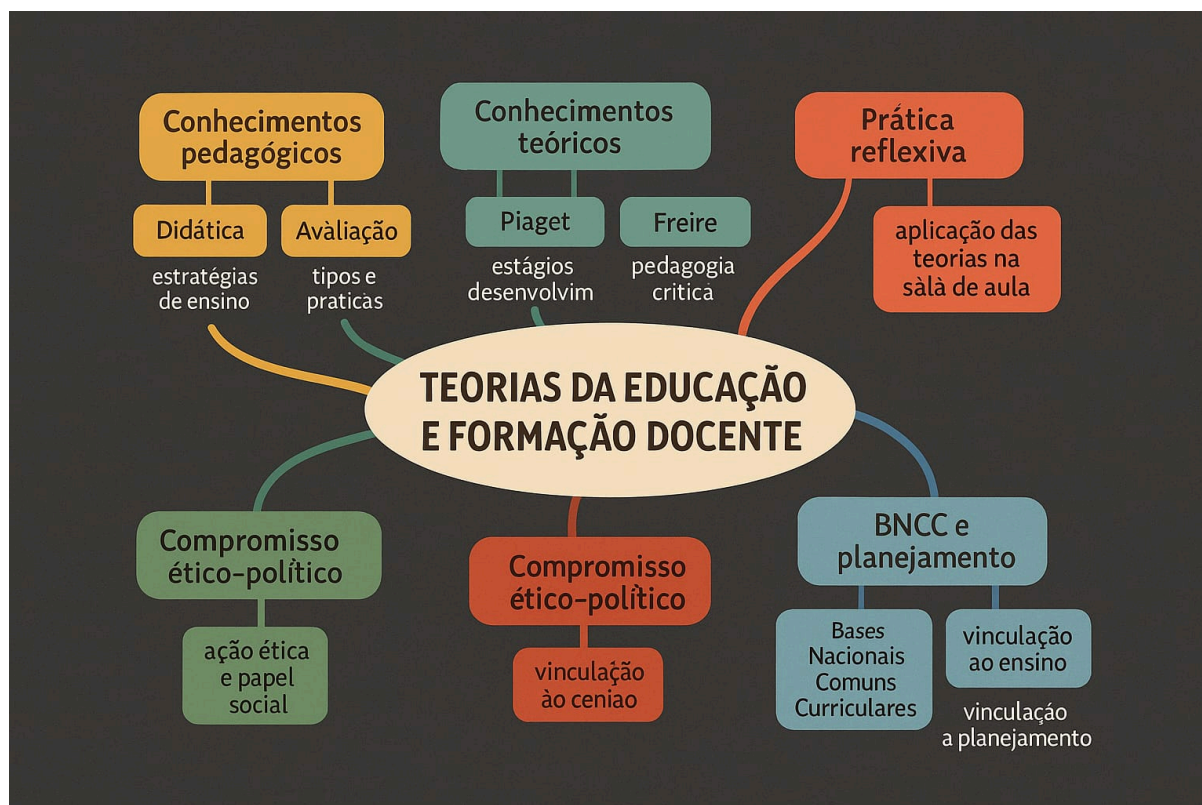 Conhecimentos
pedagógicos
Didática
estratégias
de ensino
Avàliação
tipos e
praticas
Conhecimentos
teóricos
Piaget
estágios
desenvolvim
Freire
pedagogia
critica
Prática
reflexiva
aplicação das
teorias na
sàlà de aula
TEORIAS DA EDUCAÇÃO
E FORMAÇÃO DOCENTE
Compromisso
ético-político
ação ética
e papel
social
Compromisso
ético-político
vinculação
ào ceniao
BNCC e
planejamento
Bases
Nacionais
Comuns
Curriculares
vinculação
ao ensino
vinculação
a planejamento